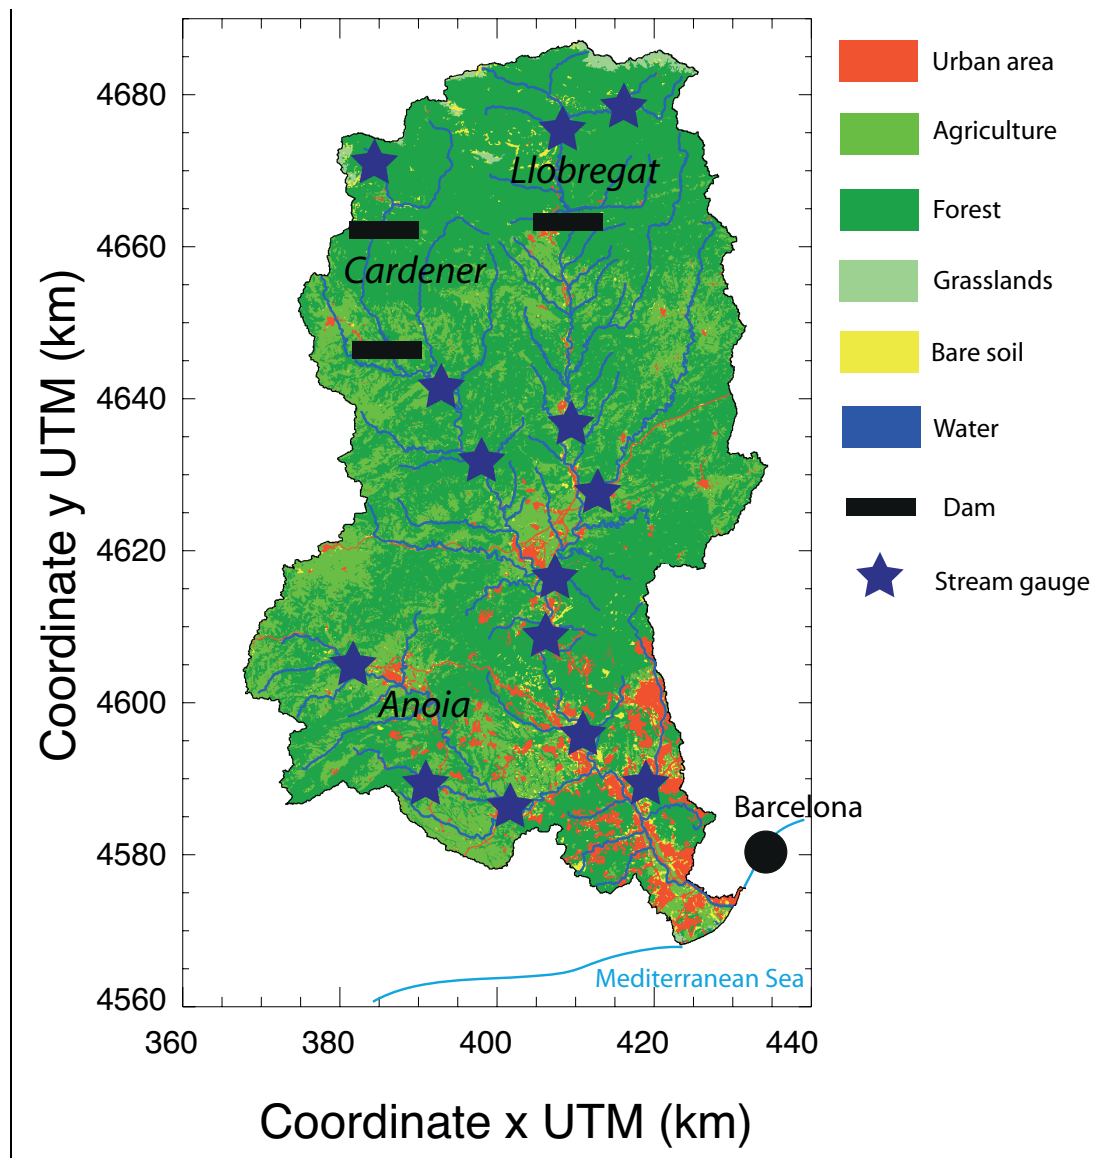 Coordinate y UTM (km)
4680
4660
4640
4620
4600
4580
4560
360
380
400
420
440
Coordinate x UTM (km)
Llobregat
Cardener
Anoia
Barcelona
Mediterranean Sea
Urban area
Agriculture
Forest
Grasslands
Bare soil
Water
Dam
Stream gauge